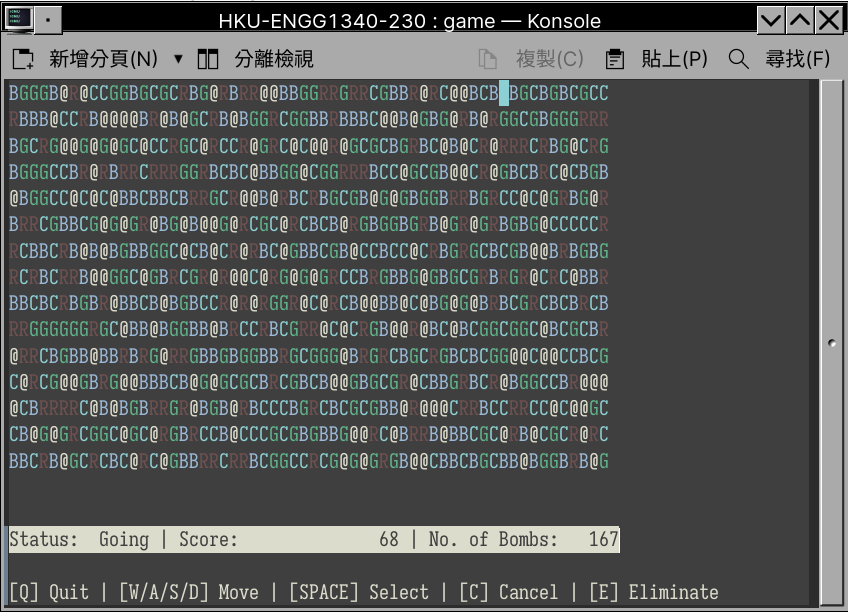 HKU-ENGG1340-230 : game — Konsole
新增分頁(N) 分離檢視 複製(C) 貼上(P) 尋找(F)
BGGGB@R@CCGGBGCGCRBG@RBRR@@BBGGRRGRRCGBBR@RC@@BCB BGCBGBCGCC
RBBB@CCRB@@@@BR@B@GCRB@BGGRCGGBBRBBBC@@B@GBG@RB@RGGCGBGGGRRR
BGCRG@@G@G@GC@CCRGC@RCCR@GRC@C@@R@GCGCBGRBC@B@CR@RRRCRBG@CRG
BGGGCCBR@RBRRCRRRGGRBCBC@BBGG@CGGRRRBCC@GCGB@@CR@GBCBRC@CBGB
@BGGCC@C@C@BBCBBCBRRGCR@@B@RBCRBGCGB@G@GBGGBRRBGRCC@C@GRBG@R
BRRCGBBCG@G@GR@BG@B@@G@RCGC@RCBCB@RGBGGBGRB@GR@GRBGBG@CCCCCR
RCBBCRB@B@BGBBGGC@CB@CR@RBC@GBBCGB@CCBCC@CRBGRGCBCGB@@BRBGBG
RCRBCRRB@@GGC@GBRCGR@R@@C@RG@G@GRCCBRGBBG@GBGCGRBRGR@CRC@BBR
BBCBCRBGBR@BBCB@BGBCCR@R@RGGR@C@RCB@@BB@CBG@G@BRBCGRCBCBRCB
RRGGGGGGRGC@BB@BGGBB@BRCCRBCGRR@C@CRGB@@R@BC@BCGGCGGC@BCGCBR
@RRCBGBB@BBRBRG@RRGBBGBGGBBRGCGGG@BRGRCBGCRGBCBCGG@@C@CCBCG
C@RCG@@GBRG@@BBBCB@G@GCGCBCRCGBCB@@GBGCGR@CBBGRBCR@BGGCCBR@@@
@CBRRRRC@B@BGBRRGR@BGB@RBCCCBGRCBCGCGBB@R@@@CRRBCCRRCC@C@@GC
CB@G@GRCGGC@GC@RGBRCCB@CCCGCGBGBBG@@RC@BRRB@BBCGC@RB@CGCR@RC
BBCRB@GCRCBC@RC@GBBRRCRRBCGGCCRCG@G@GRGB@@CBBCBGCBB@BGGBRB@G
Status:  Going | Score:              68 | No. of Bombs:   167
[Q] Quit | [W/A/S/D] Move | [SPACE] Select | [C] Cancel | [E] Eliminate